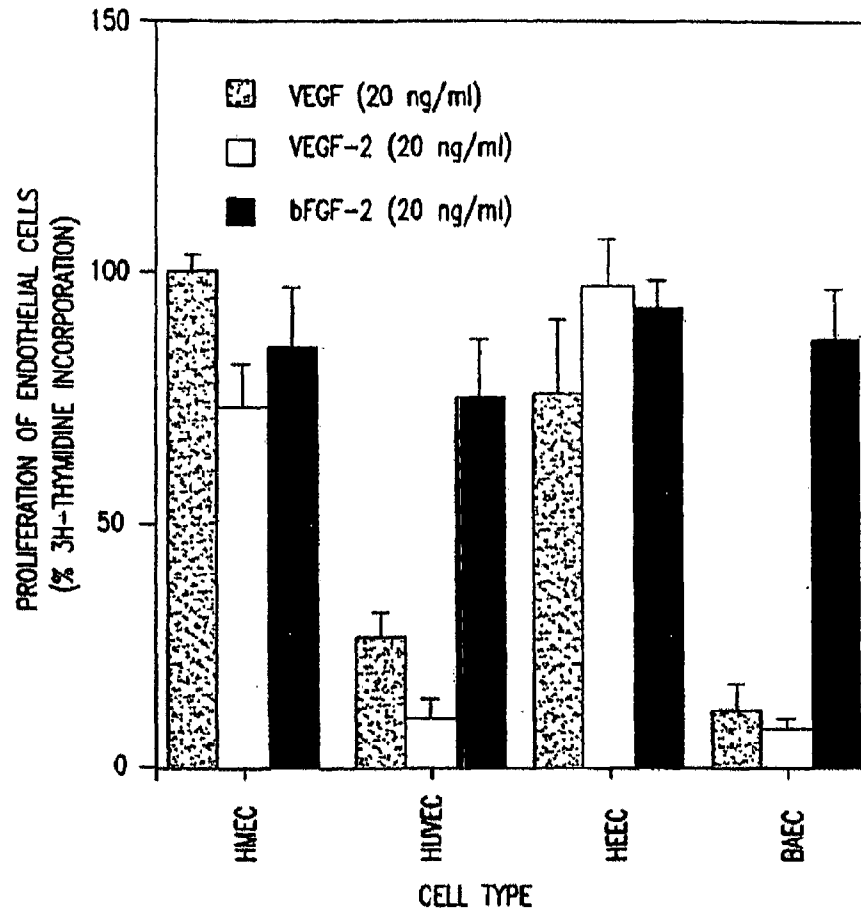 150
VEGF (20 ng/ml)
VEGF-2 (20 ng/ml)
bFGF-2 (20 ng/ml)
PROLIFERATION OF ENDOTHELIAL CELLS
(% 3H-THYMIDINE INCORPORATION)
100
50
0
HMEC
HUVEC
HEEC
BAEC
CELL TYPE